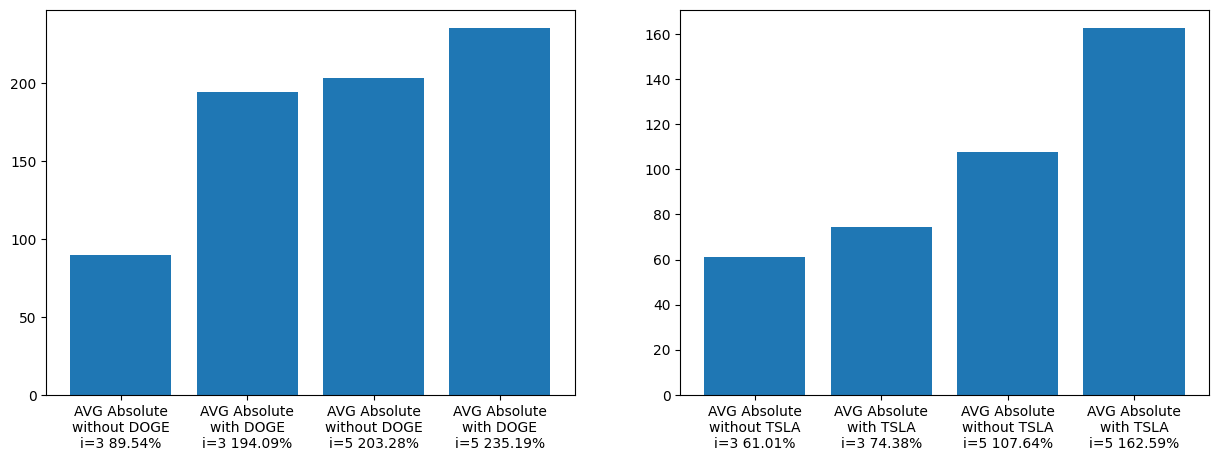 200
150
100
50
0
AVG Absolute
without DOGE
i=3 89.54%
AVG Absolute
with DOGE
i=3 194.09%
AVG Absolute
without DOGE
i=5 203.28%
AVG Absolute
with DOGE
i=5 235.19%
160
140
120
100
80
60
40
20
0
AVG Absolute
without TSLA
i=3 61.01%
AVG Absolute
with TSLA
i=3 74.38%
AVG Absolute
without TSLA
i=5 107.64%
AVG Absolute
with TSLA
i=5 162.59%